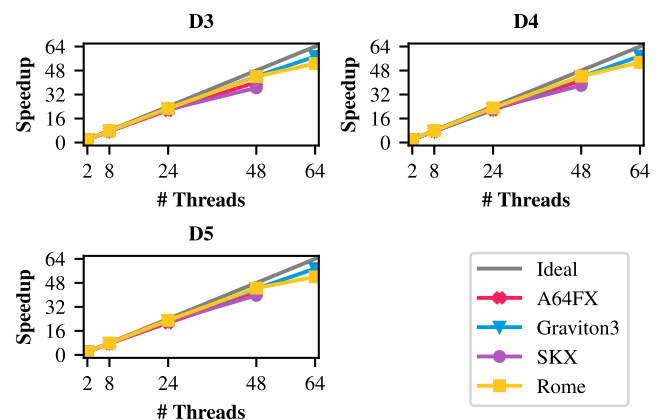 D3
64
48
32
16
0
Speedup
2 8 24 48 64
# Threads
D4
64
48
32
16
0
Speedup
2 8 24 48 64
# Threads
D5
64
48
32
16
0
Speedup
2 8 24 48 64
# Threads
Ideal
A64FX
Graviton3
SKX
Rome